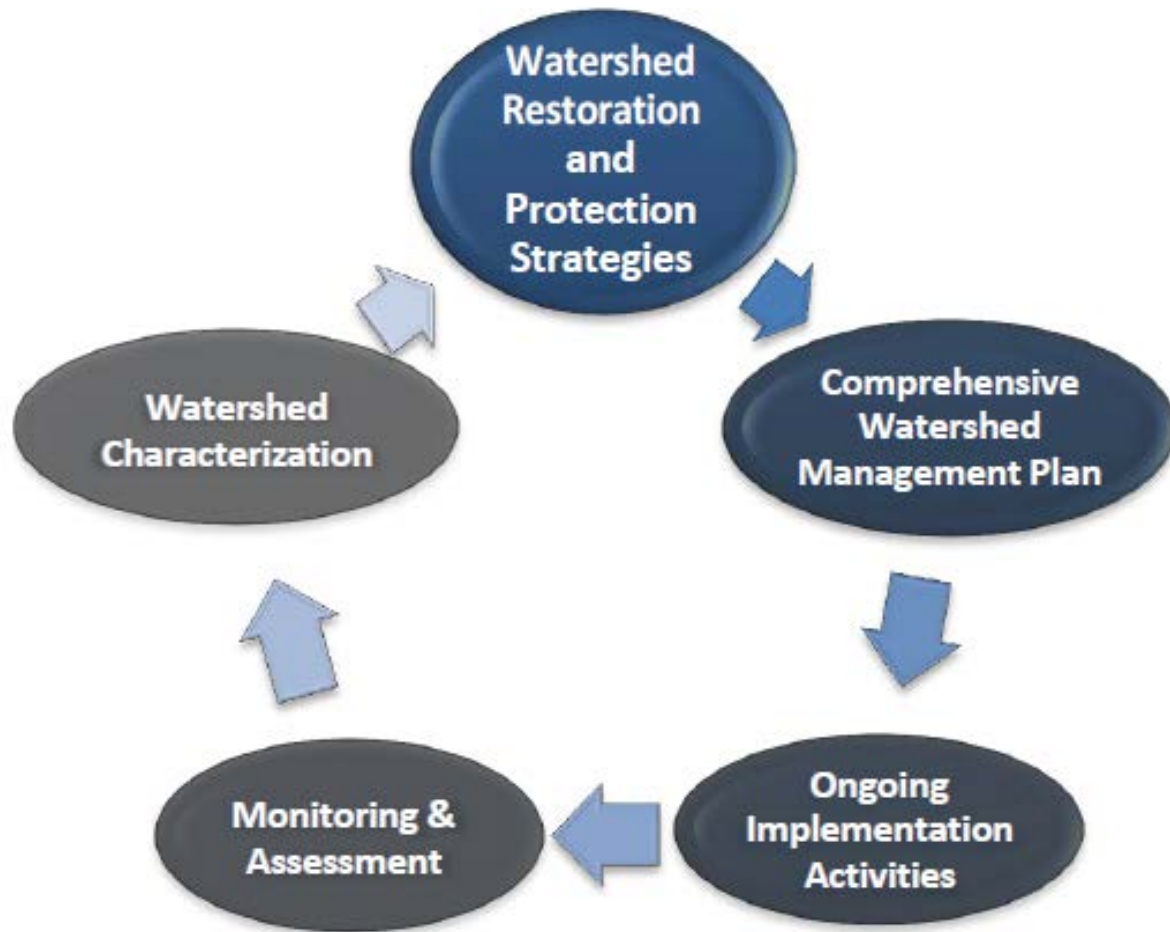 Watershed
Restoration
and
Protection
Strategies
Comprehensive
Watershed
Management Plan
Ongoing
Implementation
Activities
Monitoring &
Assessment
Watershed
Characterization